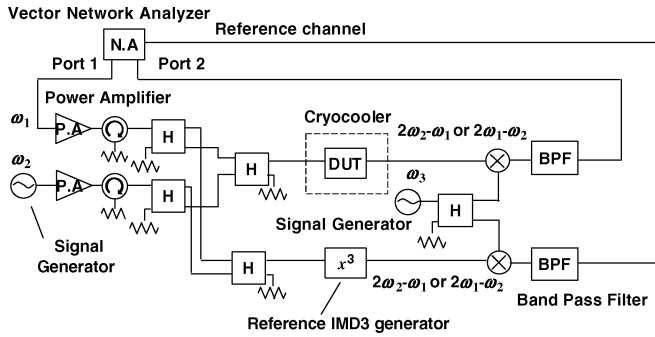 Vector Network Analyzer
N.A
Reference channel
Port 1
Port 2
Power Amplifier
ω1
P.A
H
Cryocooler
2ω2-ω1 or 2ω1-ω2
BPF
ω2
P.A
H
H
DUT
ω3
H
Signal Generator
Signal
Generator
H
x³
2ω2-ω1 or 2ω1-ω2
BPF
Reference IMD3 generator
Band Pass Filter